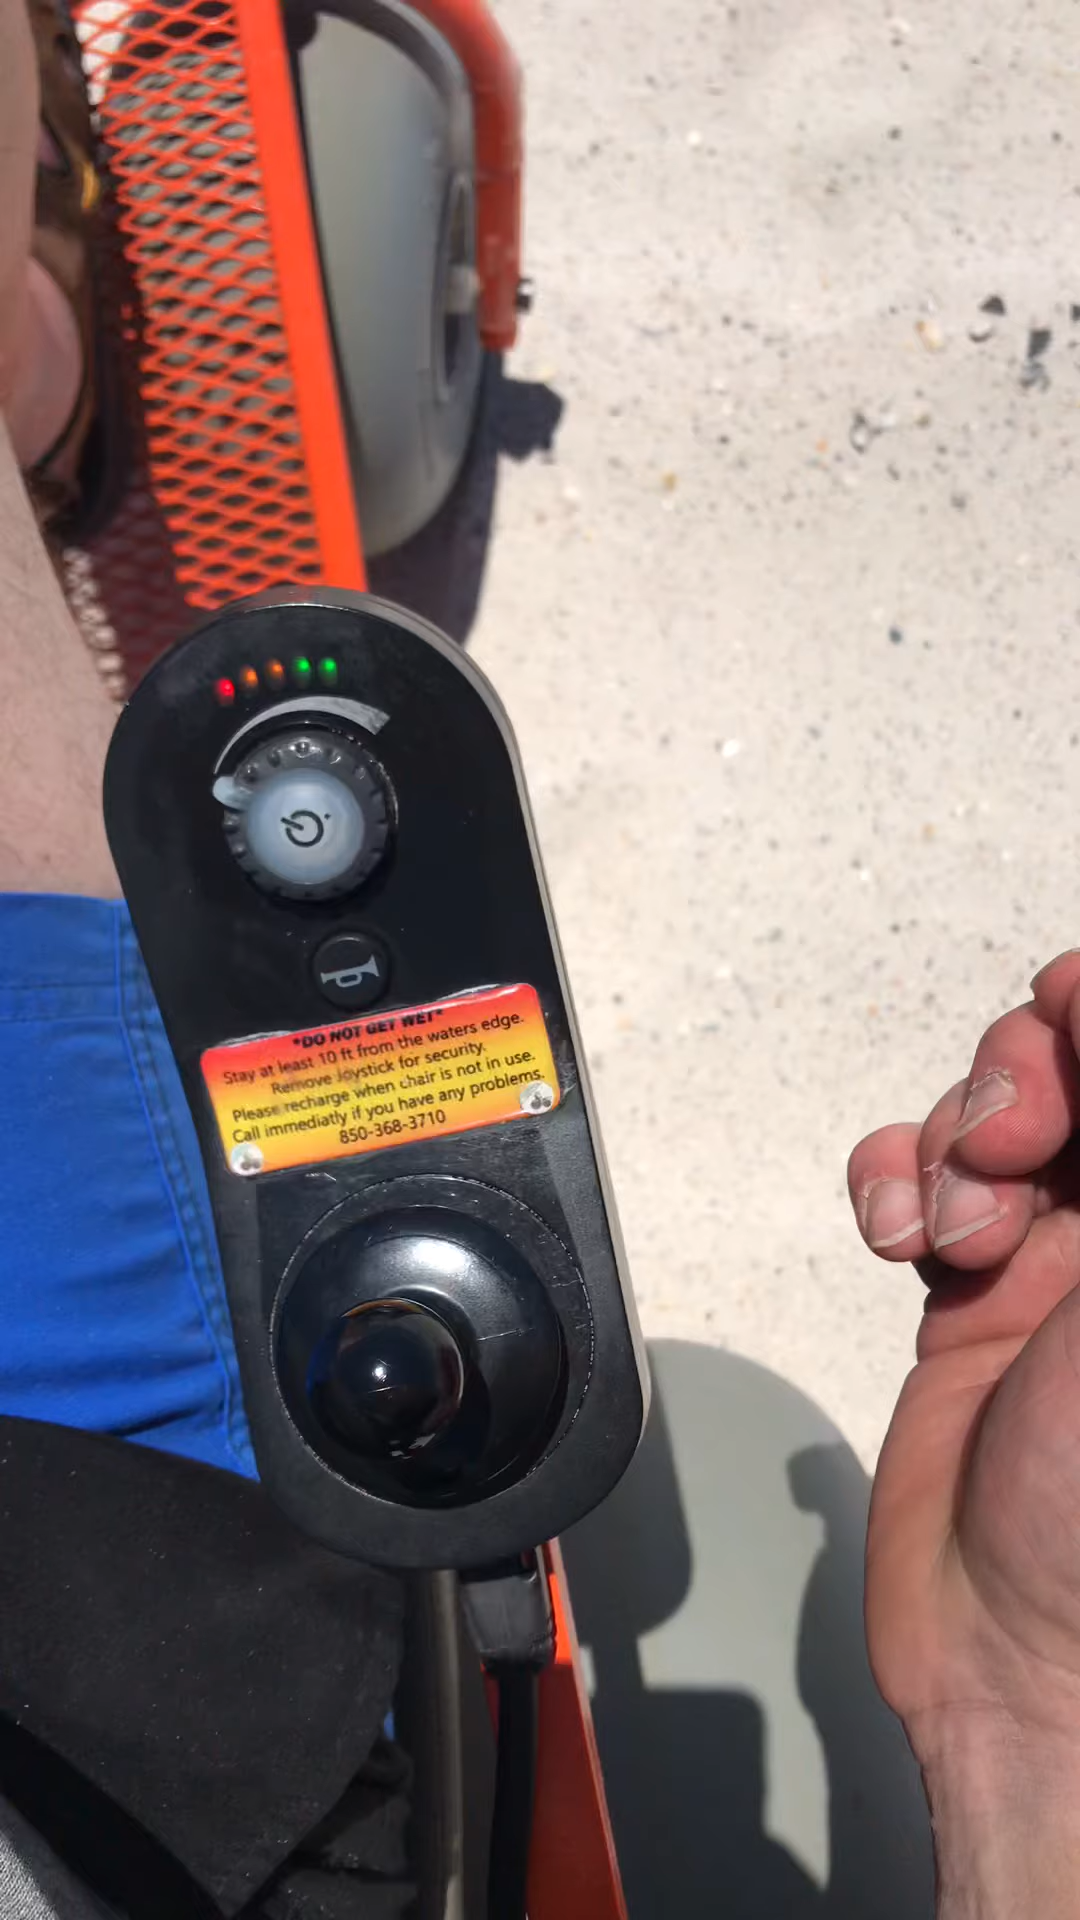 *DO NOT GET WET*
Stay at least 10 ft from the waters edge.
Remove Joystick for security.
Please recharge when chair is not in use.
Call immediatly if you have any problems.
850-368-3710